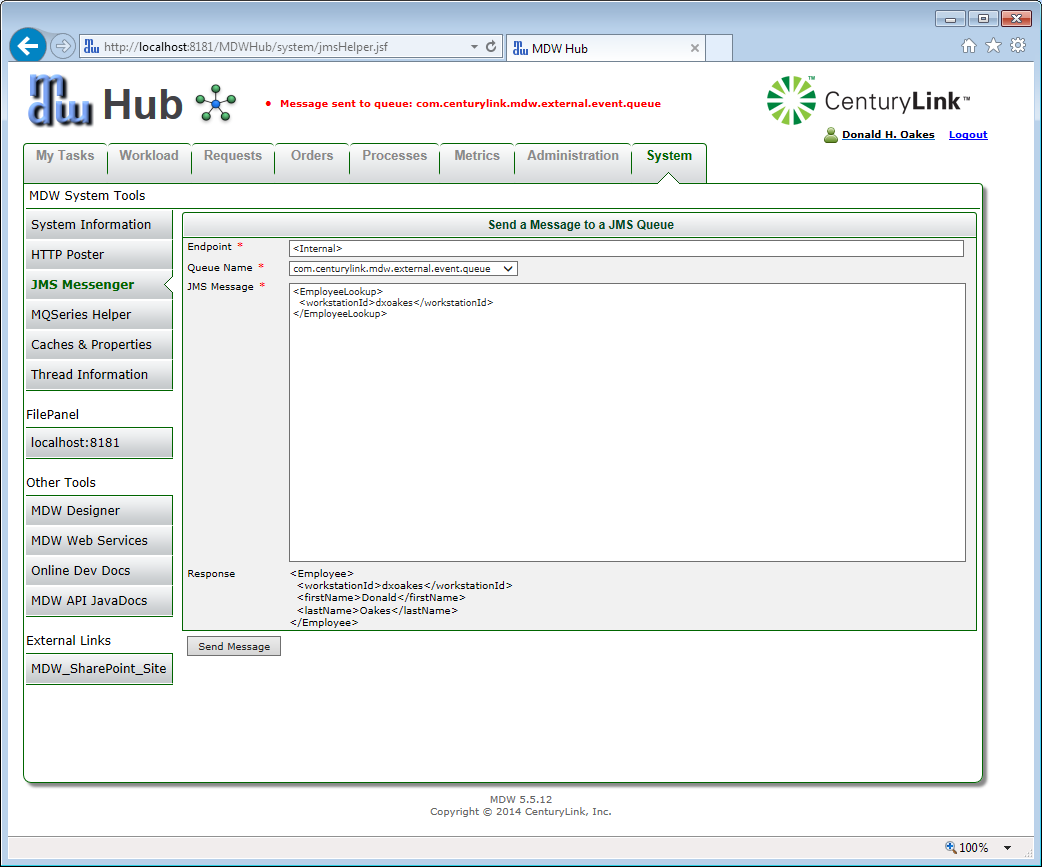 http://localhost:8181/MDWHub/system/jmsHelper.jsf
MDW Hub
mdw Hub
Message sent to queue: com.centurylink.mdw.external.event.queue
CenturyLink™
Donald H. Oakes Logout
My Tasks Workload Requests Orders Processes Metrics Administration System
MDW System Tools
System Information
HTTP Poster
JMS Messenger
MQSeries Helper
Caches & Properties
Thread Information
FilePanel
localhost:8181
Other Tools
MDW Designer
MDW Web Services
Online Dev Docs
MDW API JavaDocs
External Links
MDW_SharePoint_Site
Send a Message to a JMS Queue
Endpoint * <Internal>
Queue Name * com.centurylink.mdw.external.event.queue
JMS Message * <EmployeeLookup>
<workstationId>dxoakes</workstationId>
</EmployeeLookup>
Response <Employee>
<workstationId>dxoakes</workstationId>
<firstName>Donald</firstName>
<lastName>Oakes</lastName>
</Employee>
Send Message
MDW 5.5.12
Copyright © 2014 CenturyLink, Inc.
100%